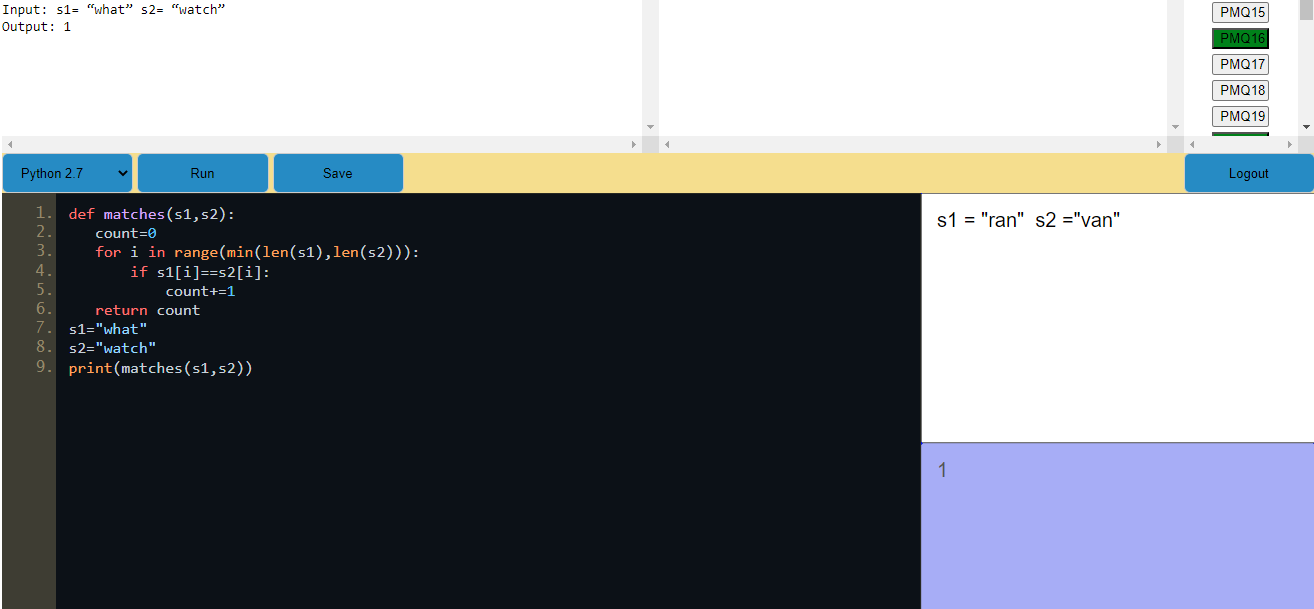 Input: s1= “what” s2= “watch”
Output: 1
PMQ15
PMQ16
PMQ17
PMQ18
PMQ19
Python 2.7
Run
Save
Logout
1. def matches(s1,s2):
2.    count=0
3.    for i in range(min(len(s1),len(s2))):
4.        if s1[i]==s2[i]:
5.            count+=1
6.    return count
7. s1="what"
8. s2="watch"
9. print(matches(s1,s2))
s1 = "ran"  s2 ="van"
1